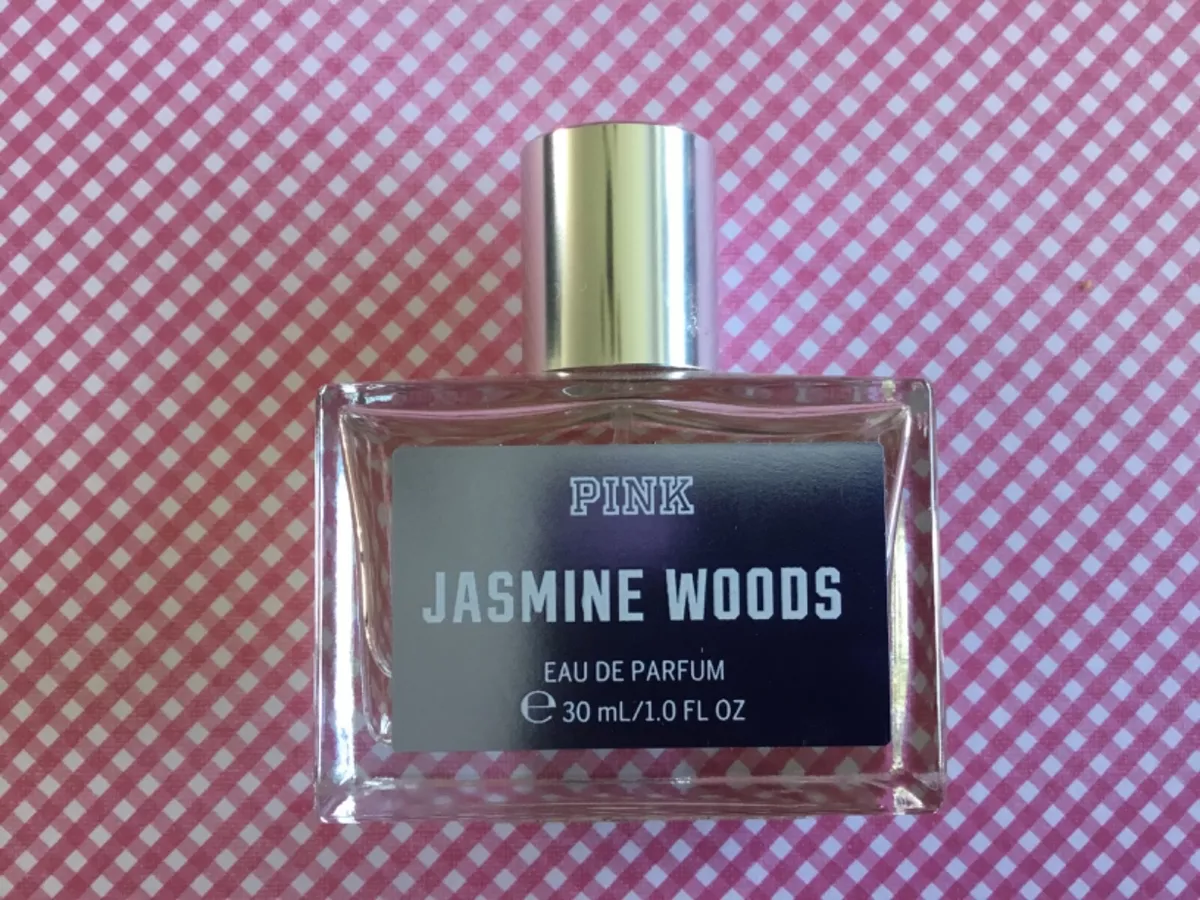 PINK
JASMINE WOODS
EAU DE PARFUM
℮ 30 mL/1.0 FL OZ